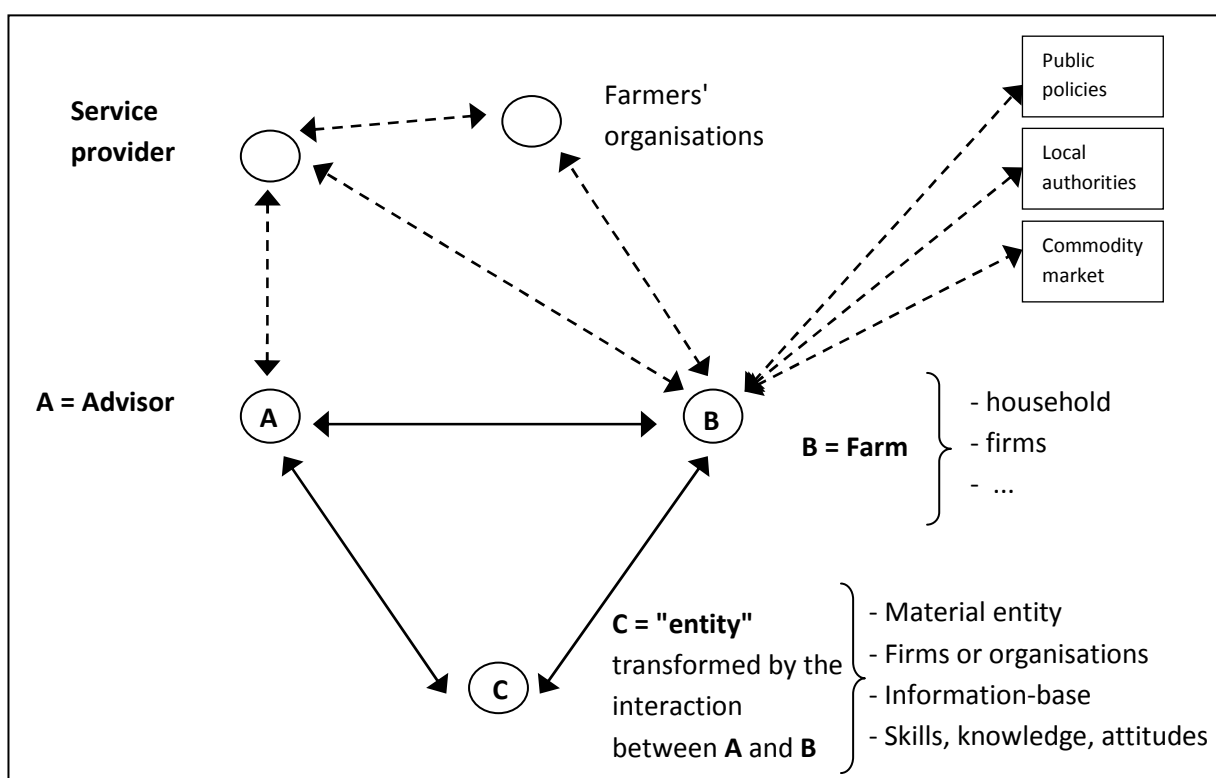 Service
provider
Farmers'
organisations
Public
policies
Local
authorities
Commodity
market
A = Advisor
A
B
B = Farm
- household
- firms
- ...
C
C = "entity"
transformed by the
interaction
between A and B
- Material entity
- Firms or organisations
- Information-base
- Skills, knowledge, attitudes